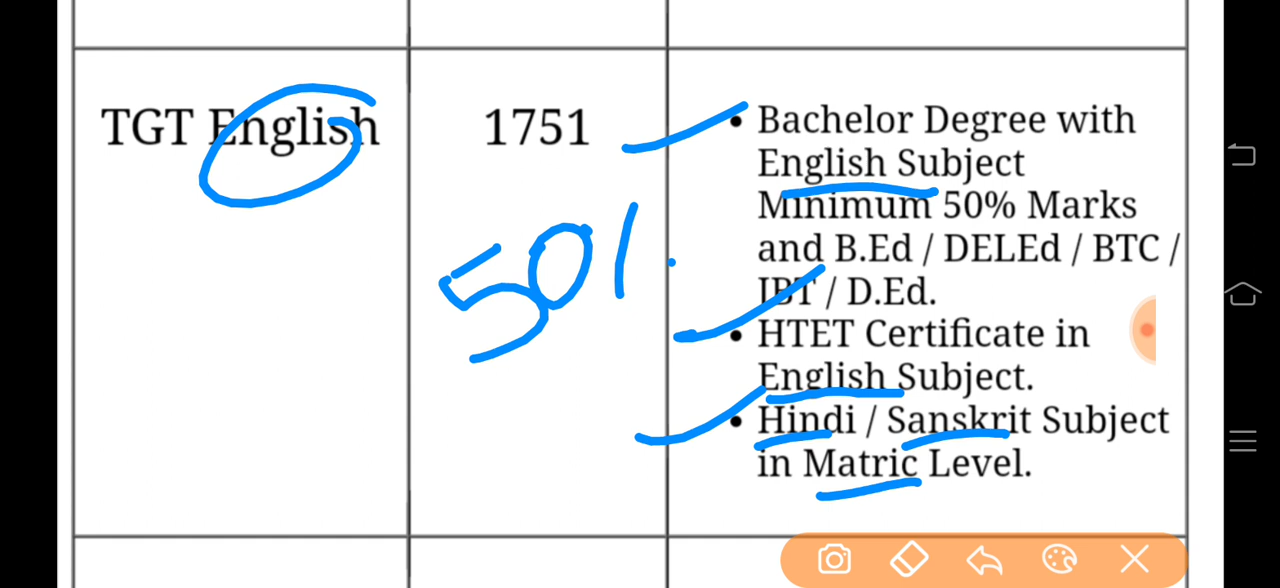 TGT English
1751
50%
• Bachelor Degree with
English Subject
Minimum 50% Marks
and B.Ed / DELEd / BTC /
JBT / D.Ed.
• HTET Certificate in
English Subject.
• Hindi / Sanskrit Subject
in Matric Level.